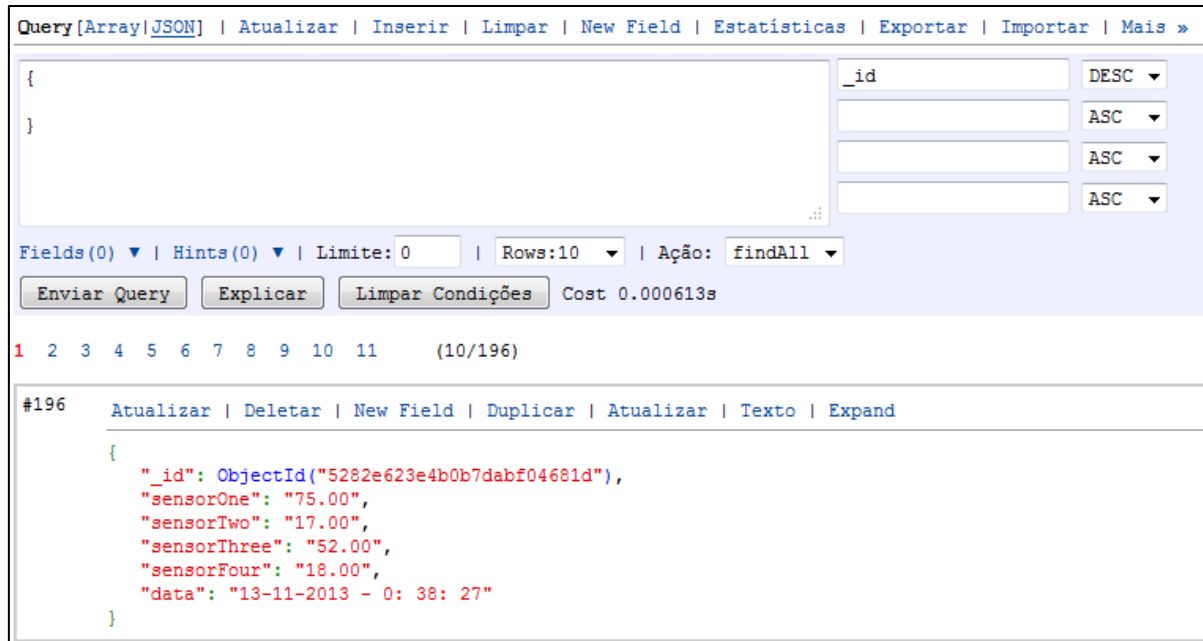 Query[Array|JSON] | Atualizar | Inserir | Limpar | New Field | Estatísticas | Exportar | Importar | Mais »
{ _id DESC
} ASC
ASC
ASC
Fields(0) ▼ | Hints(0) ▼ | Limite: 0 | Rows:10 | Ação: findAll
Enviar Query Explicar Limpar Condições Cost 0.000613s
1 2 3 4 5 6 7 8 9 10 11 (10/196)
#196 Atualizar | Deletar | New Field | Duplicar | Atualizar | Texto | Expand
{
"_id": ObjectId("5282e623e4b0b7dabf04681d"),
"sensorOne": "75.00",
"sensorTwo": "17.00",
"sensorThree": "52.00",
"sensorFour": "18.00",
"data": "13-11-2013 - 0: 38: 27"
}